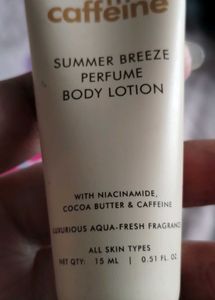 caffeine
SUMMER BREEZE
PERFUME
BODY LOTION
WITH NIACINAMIDE,
COCOA BUTTER & CAFFEINE
LUXURIOUS AQUA-FRESH FRAGRANCE
ALL SKIN TYPES
NET QTY: 15 ML | 0.51 FL. OZ.